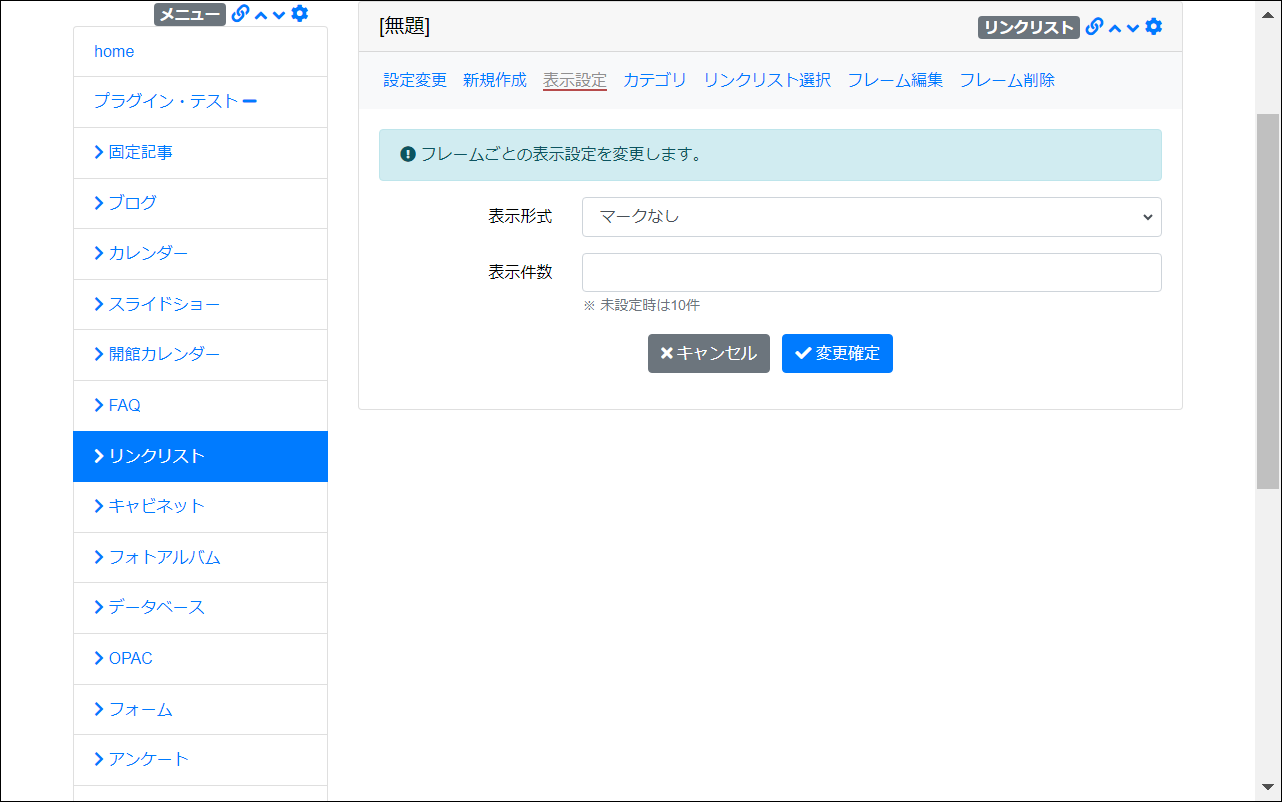 メニュー
home
プラグイン・テスト
固定記事
ブログ
カレンダー
スライドショー
開館カレンダー
FAQ
リンクリスト
キャビネット
フォトアルバム
データベース
OPAC
フォーム
アンケート
[無題]
リンクリスト
設定変更 新規作成 表示設定 カテゴリ リンクリスト選択 フレーム編集 フレーム削除
フレームごとの表示設定を変更します。
表示形式 マークなし
表示件数
※ 未設定時は10件
キャンセル 変更確定